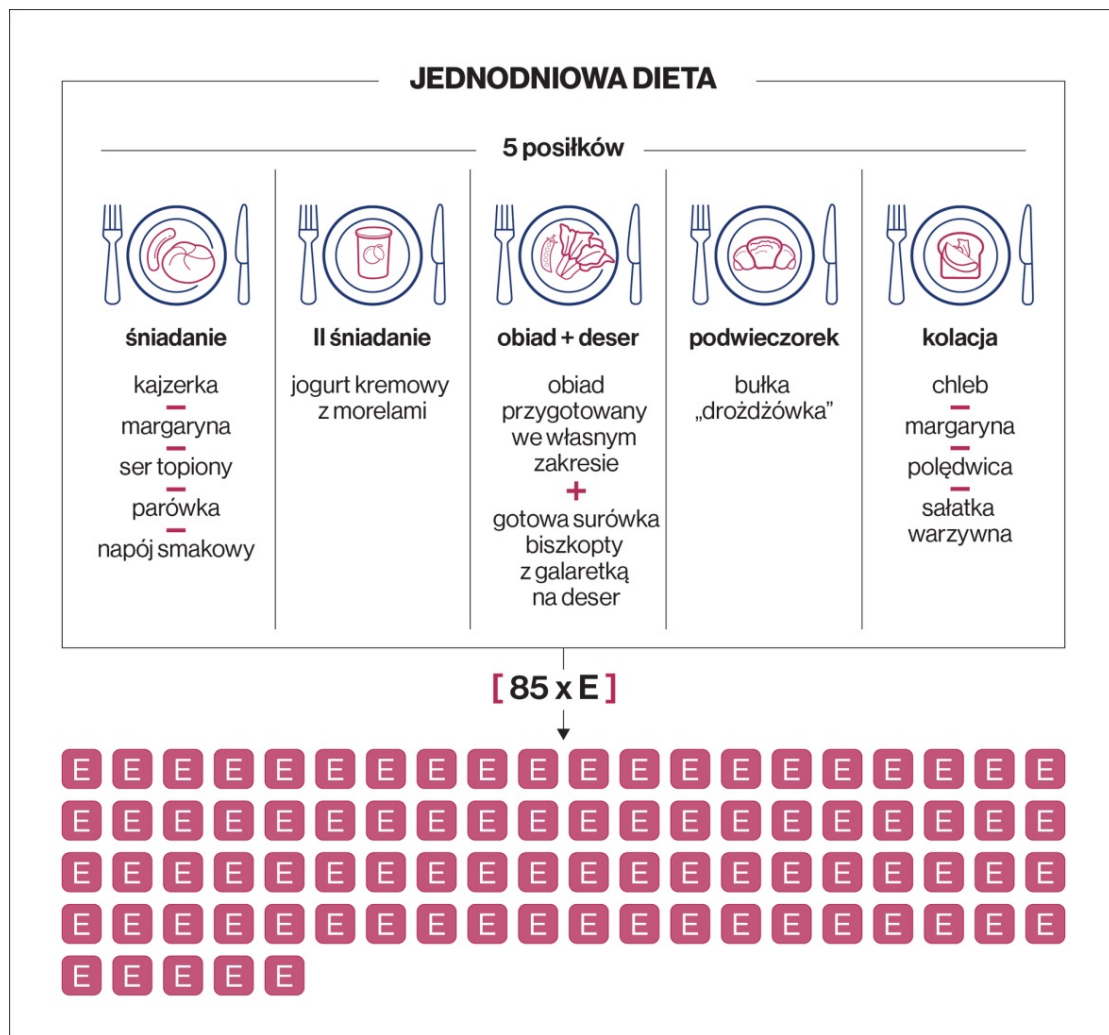 JEDNODNIOWA DIETA
5 posiłków
śniadanie
kajzerka
margaryna
ser topiony
parówka
napój smakowy
II śniadanie
jogurt kremowy
z morelami
obiad + deser
obiad
przygotowany
we własnym
zakresie
+
gotowa surówka
biszkopty
z galaretką
na deser
podwieczorek
bułka
„drożdżówka”
kolacja
chleb
margaryna
polędwica
sałatka
warzywna
[ 85 x E ]
E E E E E E E E E E E E E E E E E E E E
E E E E E E E E E E E E E E E E E E E E
E E E E E E E E E E E E E E E E E E E E
E E E E E E E E E E E E E E E E E E E E
E E E E E